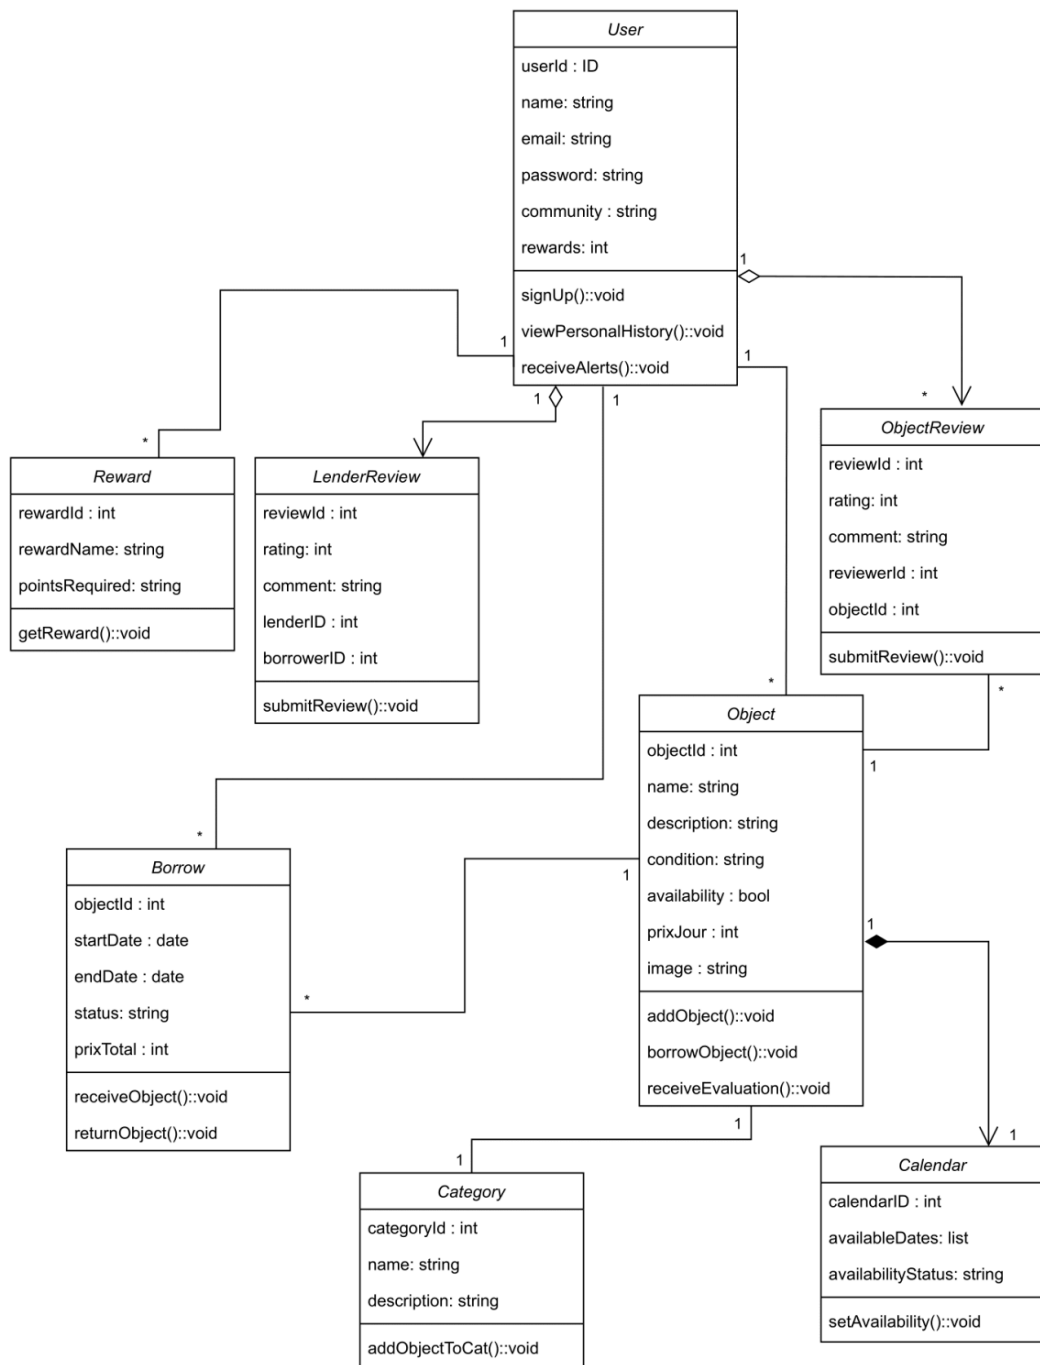 User
userId : ID
name: string
email: string
password: string
community : string
rewards: int
signUp()::void
viewPersonalHistory()::void
receiveAlerts()::void
1
1
1
1
1
*
*
Reward
rewardId : int
rewardName: string
pointsRequired: string
getReward()::void
LenderReview
reviewId : int
rating: int
comment: string
lenderID : int
borrowerID : int
submitReview()::void
ObjectReview
reviewId : int
rating: int
comment: string
reviewerId : int
objectId : int
submitReview()::void
*
*
1
Object
objectId : int
name: string
description: string
condition: string
availability : bool
prixJour : int
image : string
addObject()::void
borrowObject()::void
receiveEvaluation()::void
1
1
1
*
*
Borrow
objectId : int
startDate : date
endDate : date
status: string
prixTotal : int
receiveObject()::void
returnObject()::void
1
Category
categoryId : int
name: string
description: string
addObjectToCat()::void
1
Calendar
calendarID : int
availableDates: list
availabilityStatus: string
setAvailability()::void